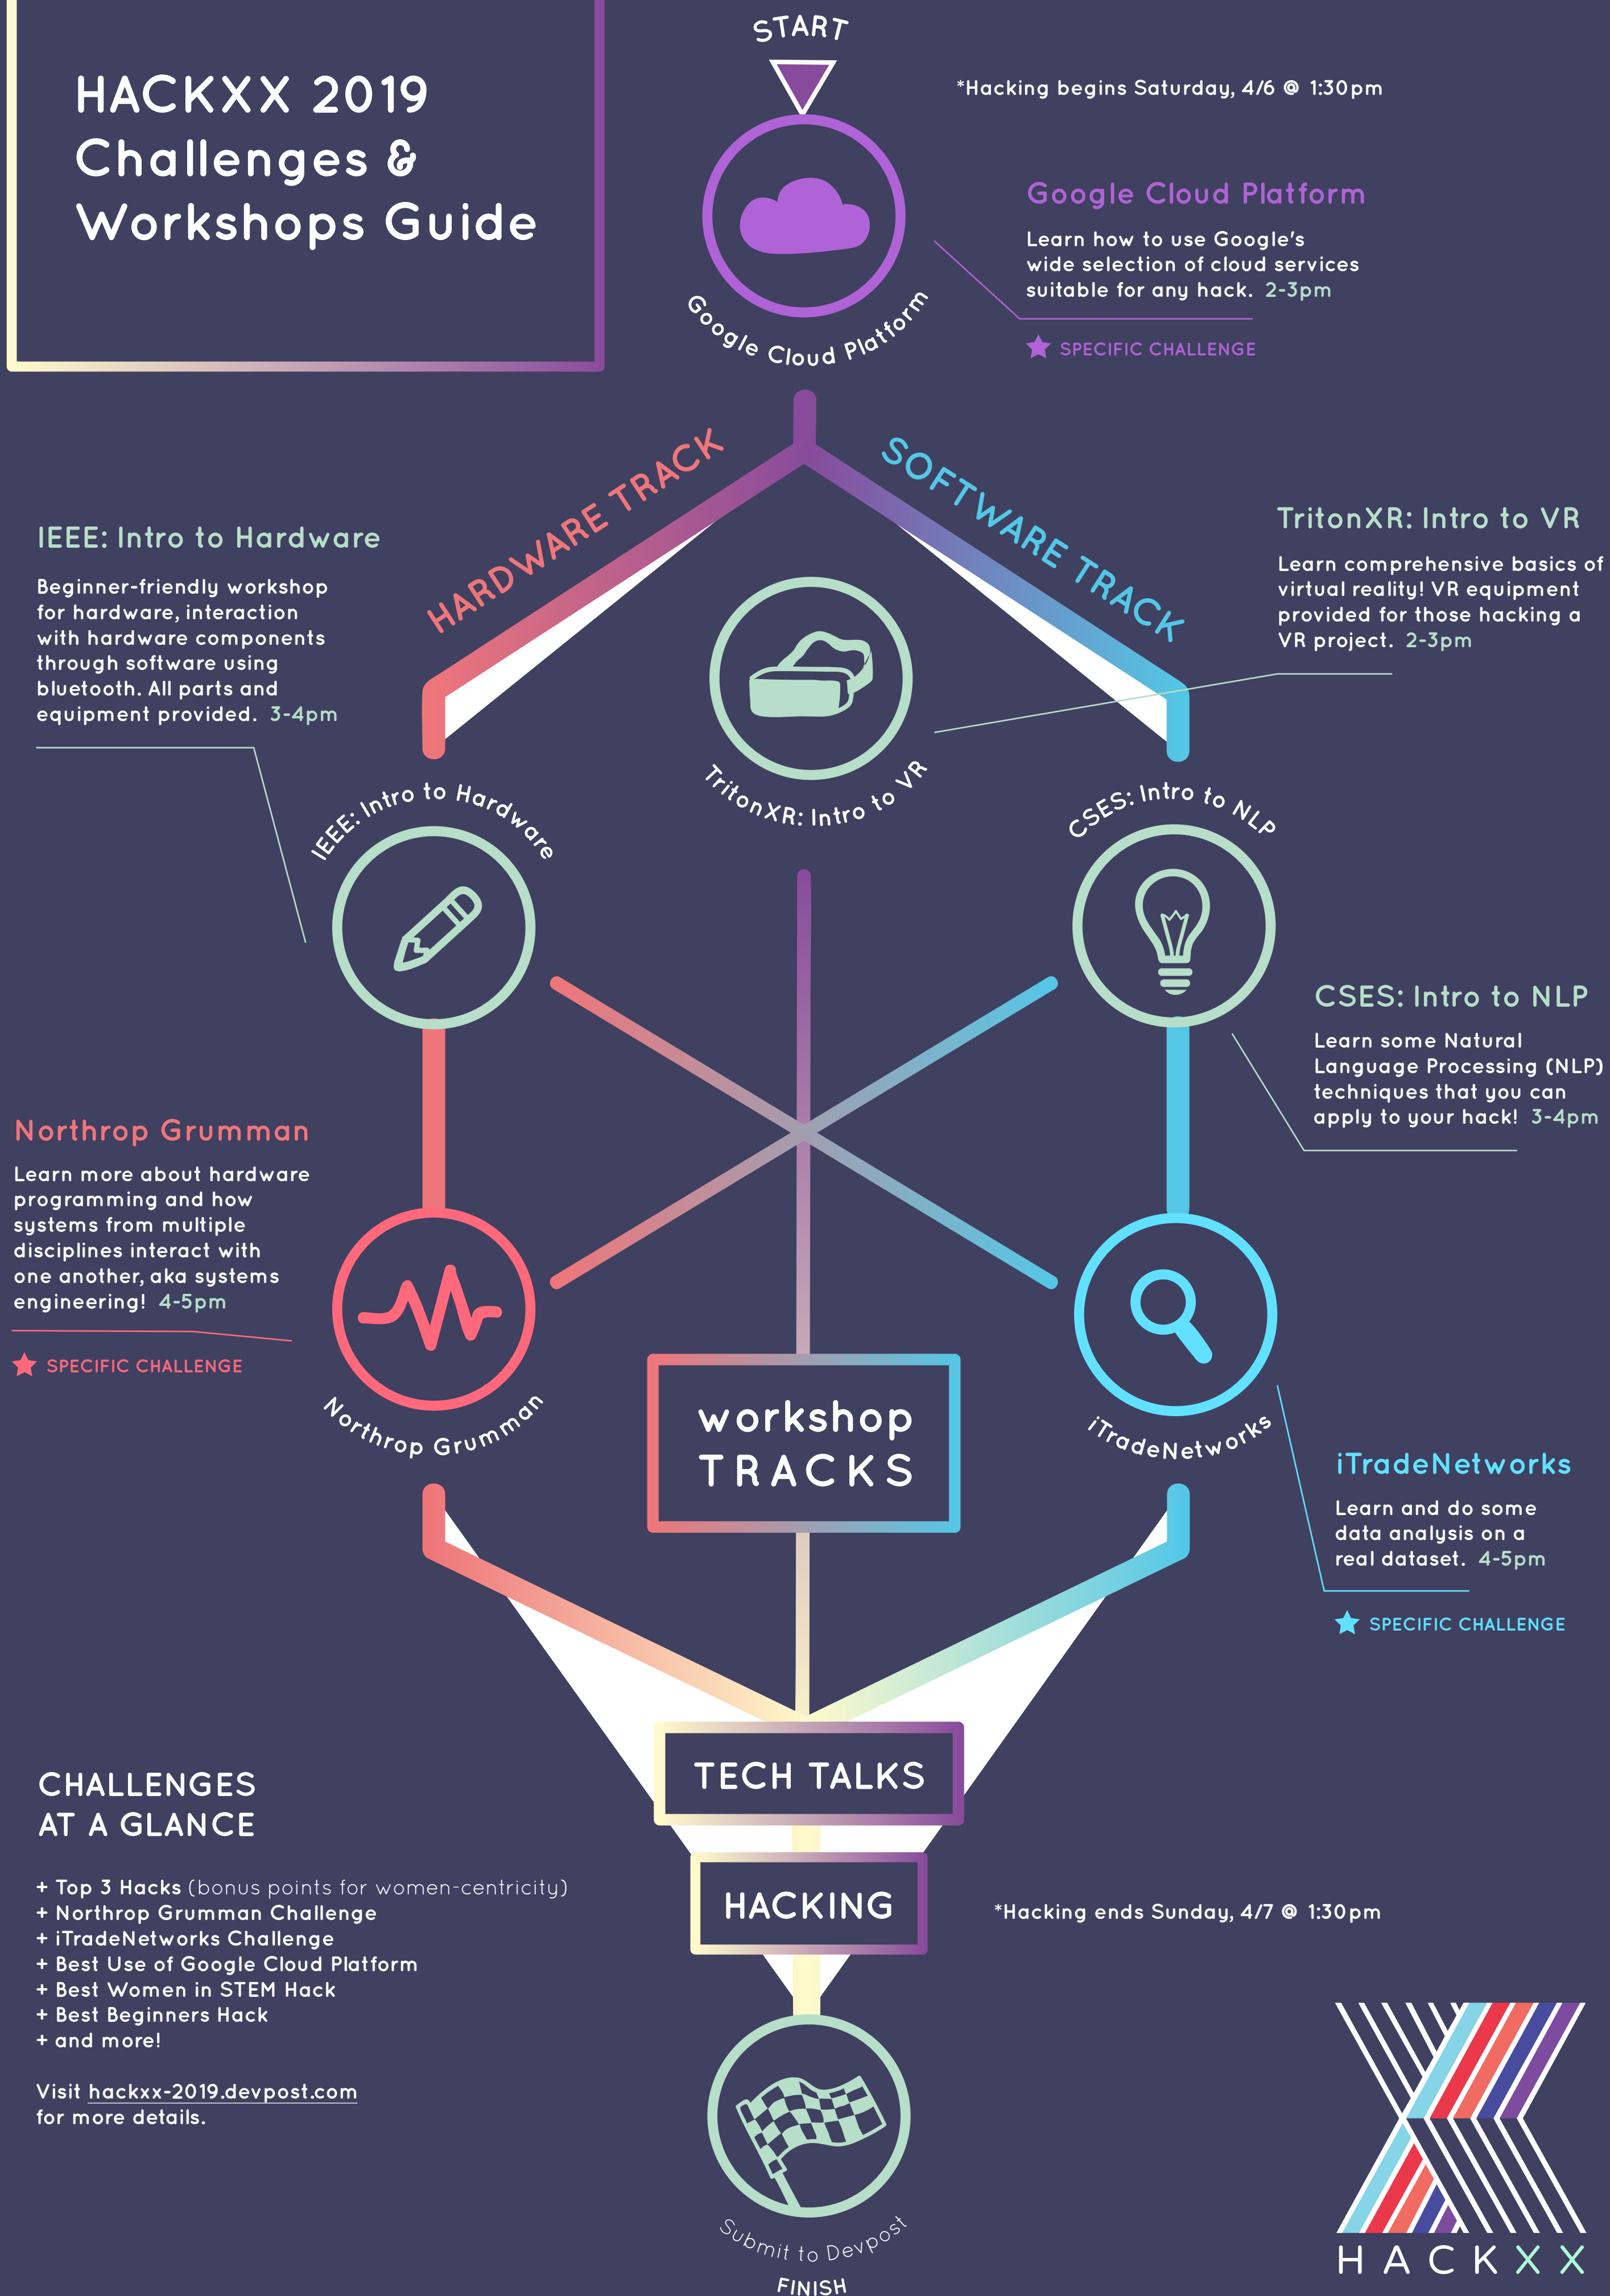 HACKXX 2019
Challenges &
Workshops Guide
START
*Hacking begins Saturday, 4/6 @ 1:30pm
Google Cloud Platform
Google Cloud Platform
Learn how to use Google's
wide selection of cloud services
suitable for any hack. 2-3pm
★ SPECIFIC CHALLENGE
HARDWARE TRACK
SOFTWARE TRACK
IEEE: Intro to Hardware
Beginner-friendly workshop
for hardware, interaction
with hardware components
through software using
bluetooth. All parts and
equipment provided. 3-4pm
TritonXR: Intro to VR
Learn comprehensive basics of
virtual reality! VR equipment
provided for those hacking a
VR project. 2-3pm
TritonXR: Intro to VR
IEEE: Intro to Hardware
CSES: Intro to NLP
CSES: Intro to NLP
Learn some Natural
Language Processing (NLP)
techniques that you can
apply to your hack! 3-4pm
Northrop Grumman
Learn more about hardware
programming and how
systems from multiple
disciplines interact with
one another, aka systems
engineering! 4-5pm
★ SPECIFIC CHALLENGE
Northrop Grumman
workshop
TRACKS
iTradeNetworks
iTradeNetworks
Learn and do some
data analysis on a
real dataset. 4-5pm
★ SPECIFIC CHALLENGE
TECH TALKS
HACKING
*Hacking ends Sunday, 4/7 @ 1:30pm
CHALLENGES
AT A GLANCE
+ Top 3 Hacks (bonus points for women-centricity)
+ Northrop Grumman Challenge
+ iTradeNetworks Challenge
+ Best Use of Google Cloud Platform
+ Best Women in STEM Hack
+ Best Beginners Hack
+ and more!
Visit hackxx-2019.devpost.com
for more details.
Submit to Devpost
FINISH
HACKXX